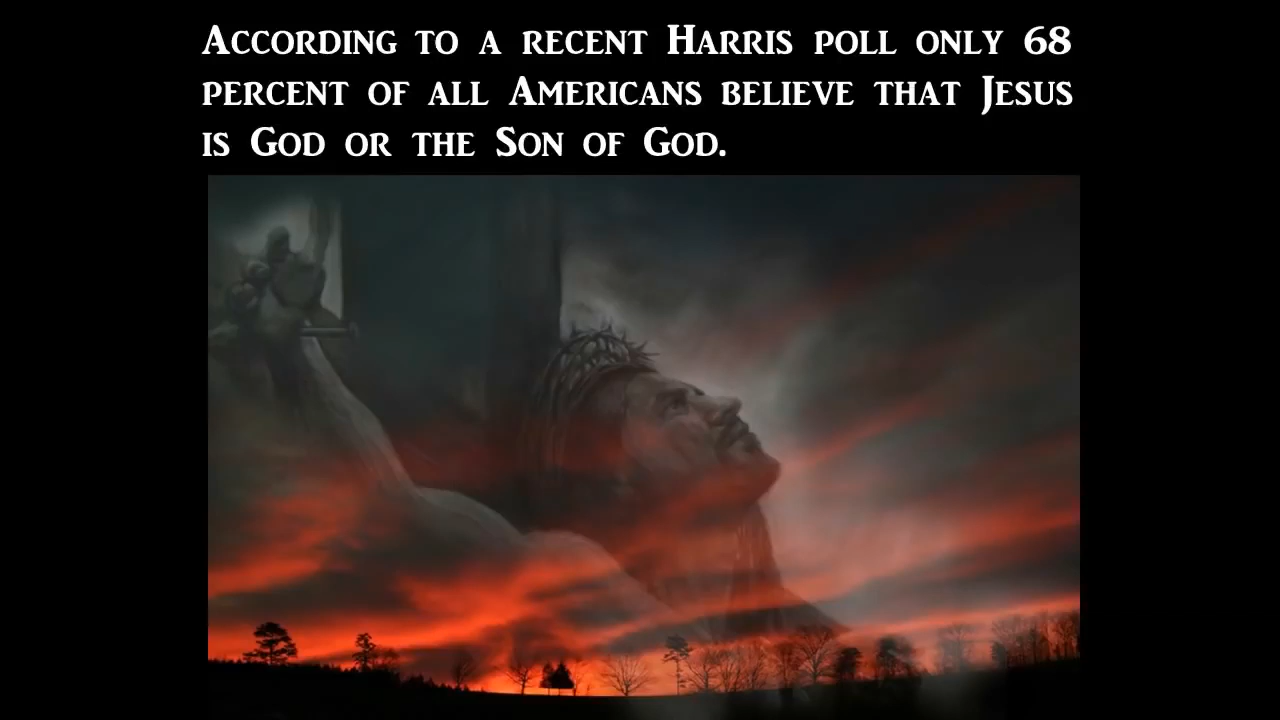 According to a recent Harris poll only 68
percent of all Americans believe that Jesus
is God or the Son of God.